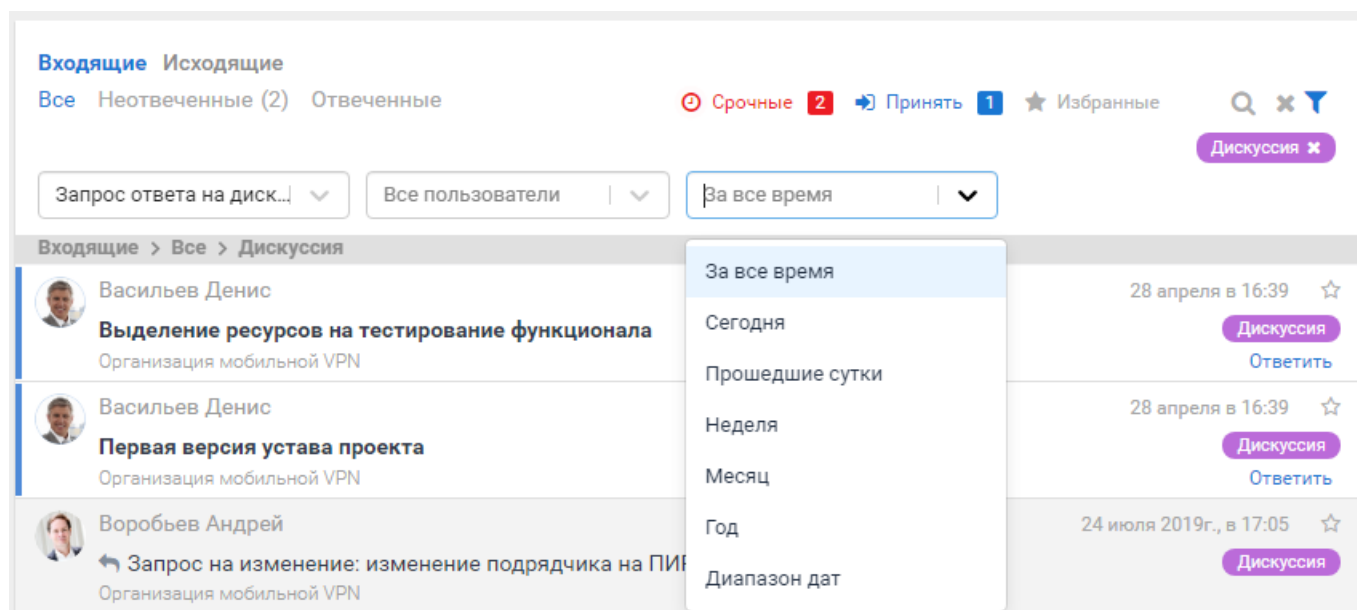 Входящие Исходящие
Все Неотвеченные (2) Отвеченные Срочные 2 Принять 1 Избранные
Дискуссия
Запрос ответа на диск... Все пользователи За все время
Входящие > Все > Дискуссия
За все время
Сегодня
Прошедшие сутки
Неделя
Месяц
Год
Диапазон дат
Васильев Денис 28 апреля в 16:39
Выделение ресурсов на тестирование функционала Дискуссия
Организация мобильной VPN Ответить
Васильев Денис 28 апреля в 16:39
Первая версия устава проекта Дискуссия
Организация мобильной VPN Ответить
Воробьев Андрей 24 июля 2019г., в 17:05
Запрос на изменение: изменение подрядчика на Дискуссия
Организация мобильной VPN